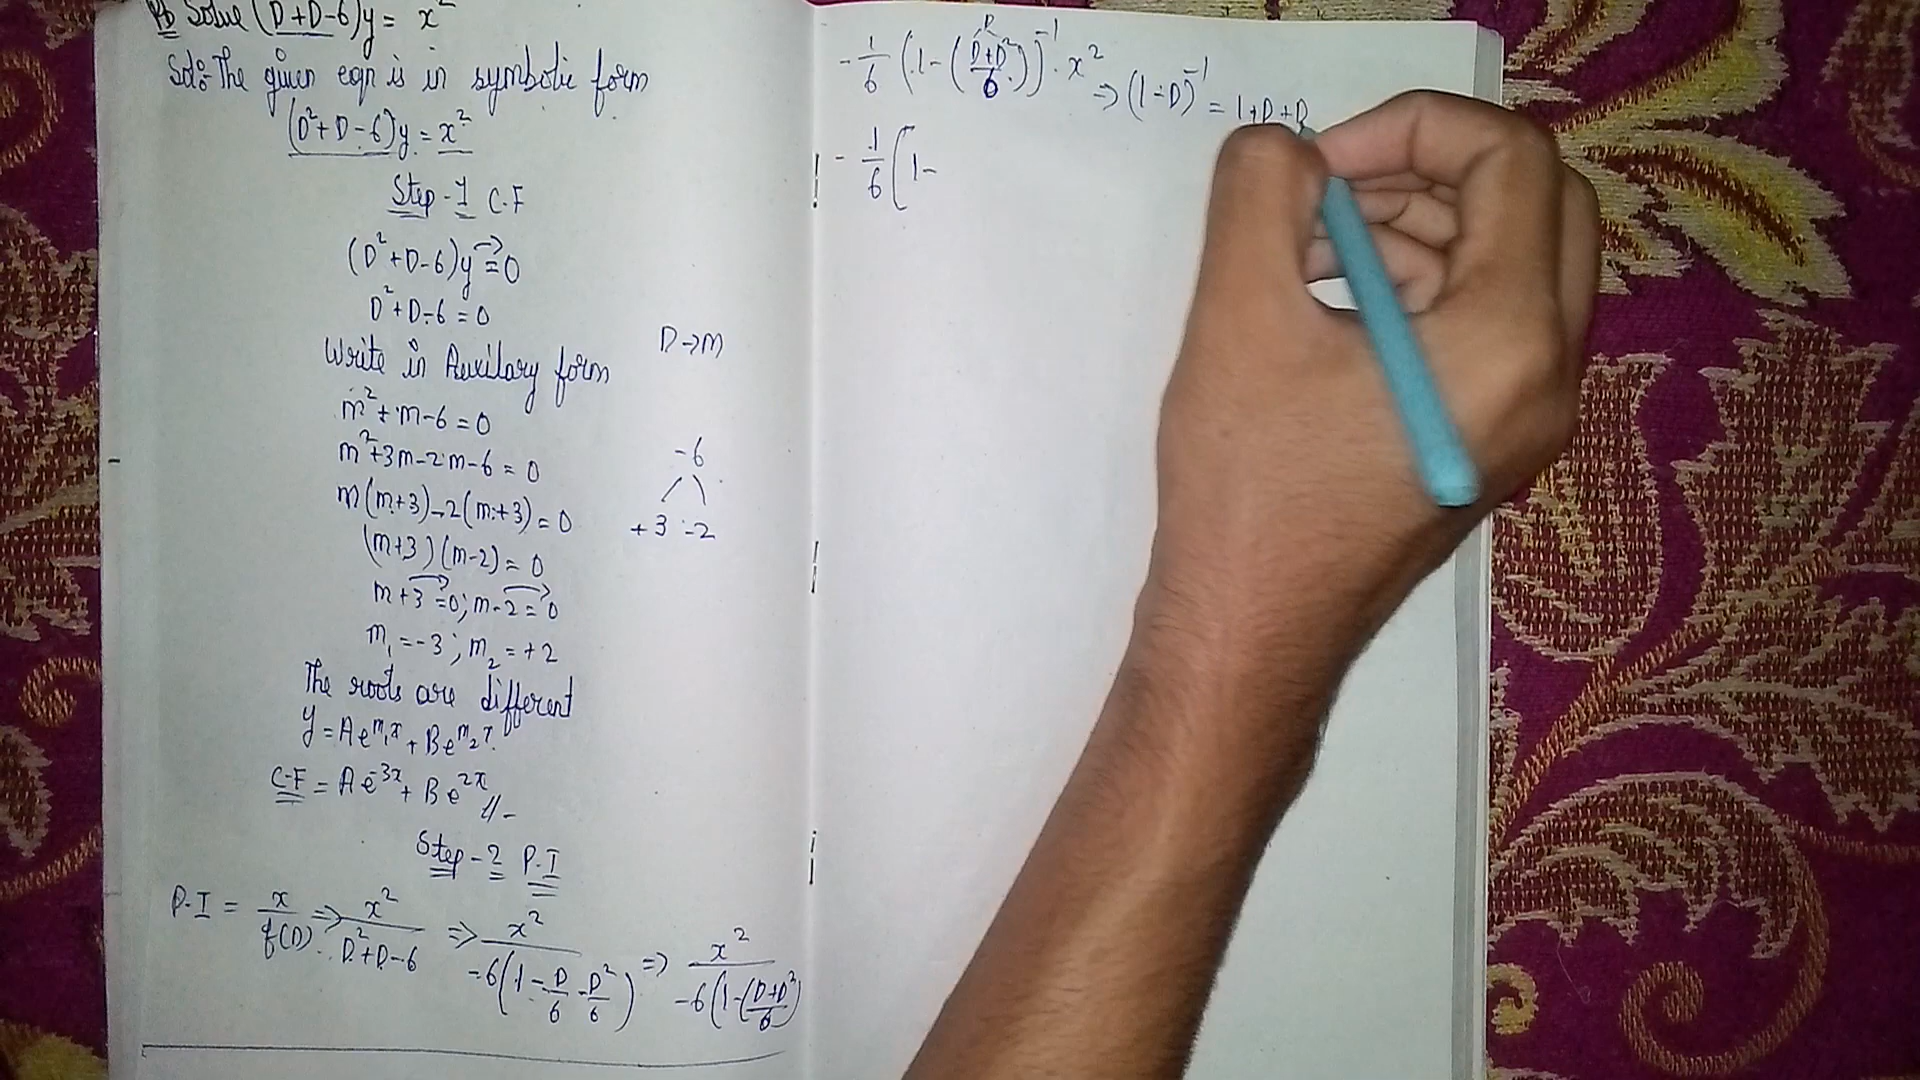 Pb Solve (D²+D-6)y = x²
Sol:- The given eqn is in symbolic form
(D²+D-6)y = x²
Step-1 C.F
(D²+D-6)y = 0
D²+D-6 = 0
Write in Auxilary form D→m
m²+m-6 = 0
m²+3m-2m-6 = 0
-6
m(m+3)-2(m+3) = 0
+3 -2
(m+3)(m-2) = 0
m+3 = 0; m-2 = 0
m₁ = -3; m₂ = +2
The roots are different
y = Ae^m₁x + Be^m₂x.
C.F = Ae^-3x + Be^2x //-
Step-2 P.I
P.I = x/f(D) ⇒ x²/D²+D-6 ⇒ x²/-6(1-D/6-D²/6) ⇒ x²/-6(1-(D+D²/6))
D
-1/6 (1-(D+D²/6))⁻¹ . x² ⇒ (1-D)⁻¹ = 1+D+D
-1/6 [1-